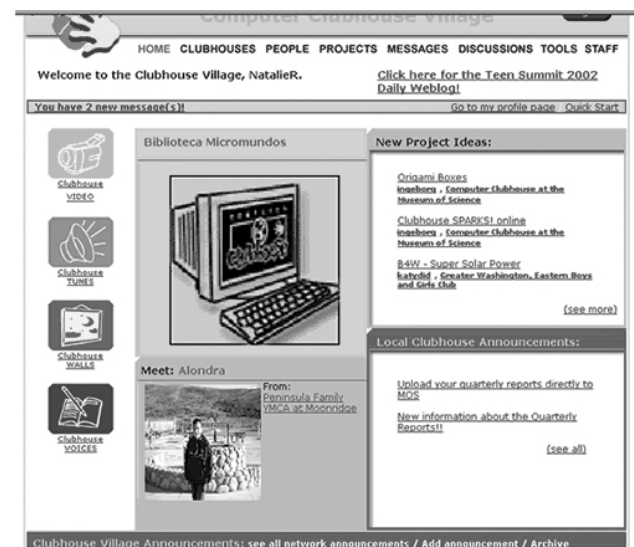 Computer Clubhouse Village
HOME CLUBHOUSES PEOPLE PROJECTS MESSAGES DISCUSSIONS TOOLS STAFF
Welcome to the Clubhouse Village, NatalieR.
Click here for the Teen Summit 2002
Daily Weblog!
You have 2 new message(s)!
Go to my profile page Quick Start
Clubhouse
VIDEO
Clubhouse
TUNES
Clubhouse
WALLS
Clubhouse
VOICES
Biblioteca Micromundos
Meet: Alondra
From:
Peninsula Family
YMCA at Moonridge
New Project Ideas:
Origami Boxes
ingeborg , Computer Clubhouse at the
Museum of Science
Clubhouse SPARKS! online
ingeborg , Computer Clubhouse at the
Museum of Science
B4W - Super Solar Power
katydid , Greater Washington, Eastern Boys
and Girls Club
(see more)
Local Clubhouse Announcements:
Upload your quarterly reports directly to
MOS
New information about the Quarterly
Reports!!
(see all)
Clubhouse Village Announcements: see all network announcements / Add announcement / Archive